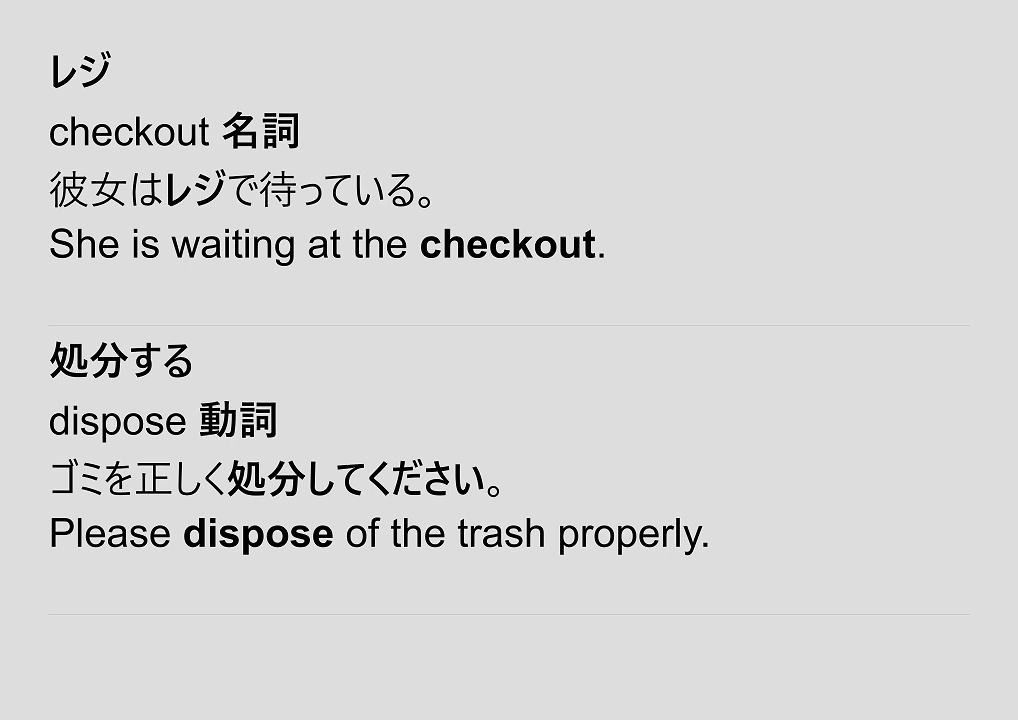 レジ
checkout 名詞
彼女はレジで待っている。
She is waiting at the checkout.
処分する
dispose 動詞
ゴミを正しく処分してください。
Please dispose of the trash properly.